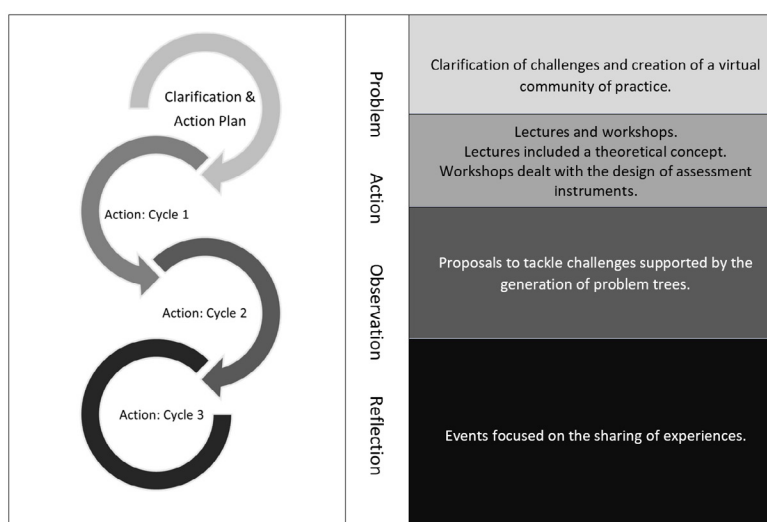 Clarification &
Action Plan
Action: Cycle 1
Action: Cycle 2
Action: Cycle 3
Problem
Action
Observation
Reflection
Clarification of challenges and creation of a virtual
community of practice.
Lectures and workshops.
Lectures included a theoretical concept.
Workshops dealt with the design of assessment
instruments.
Proposals to tackle challenges supported by the
generation of problem trees.
Events focused on the sharing of experiences.